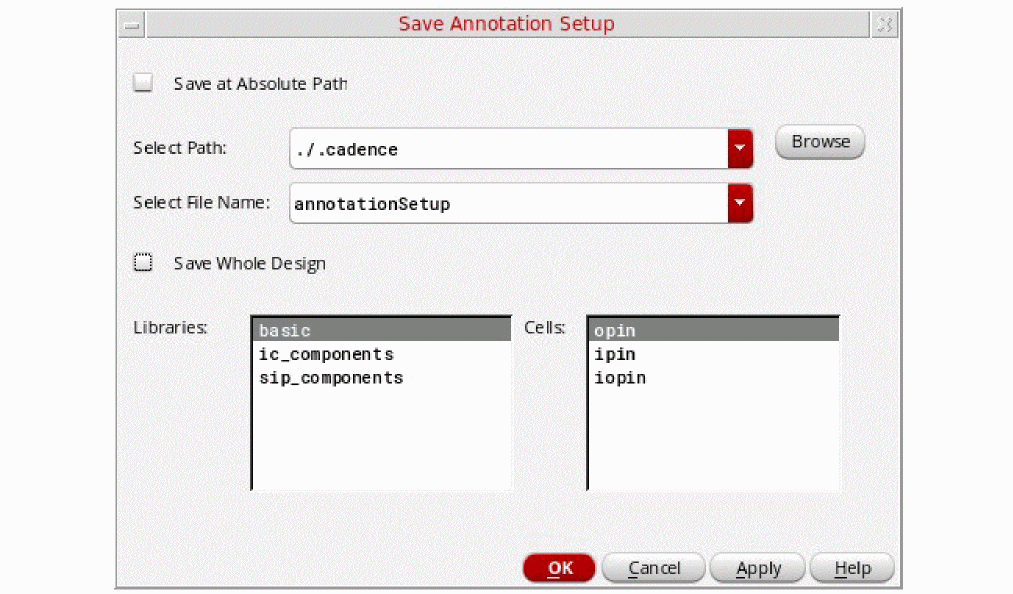 Save Annotation Setup
Save at Absolute Path
Select Path: ./.cadence Browse
Select File Name: annotationSetup
Save Whole Design
Libraries: basic Cells: opin
ic_components ipin
sip_components iopin
OK Cancel Apply Help